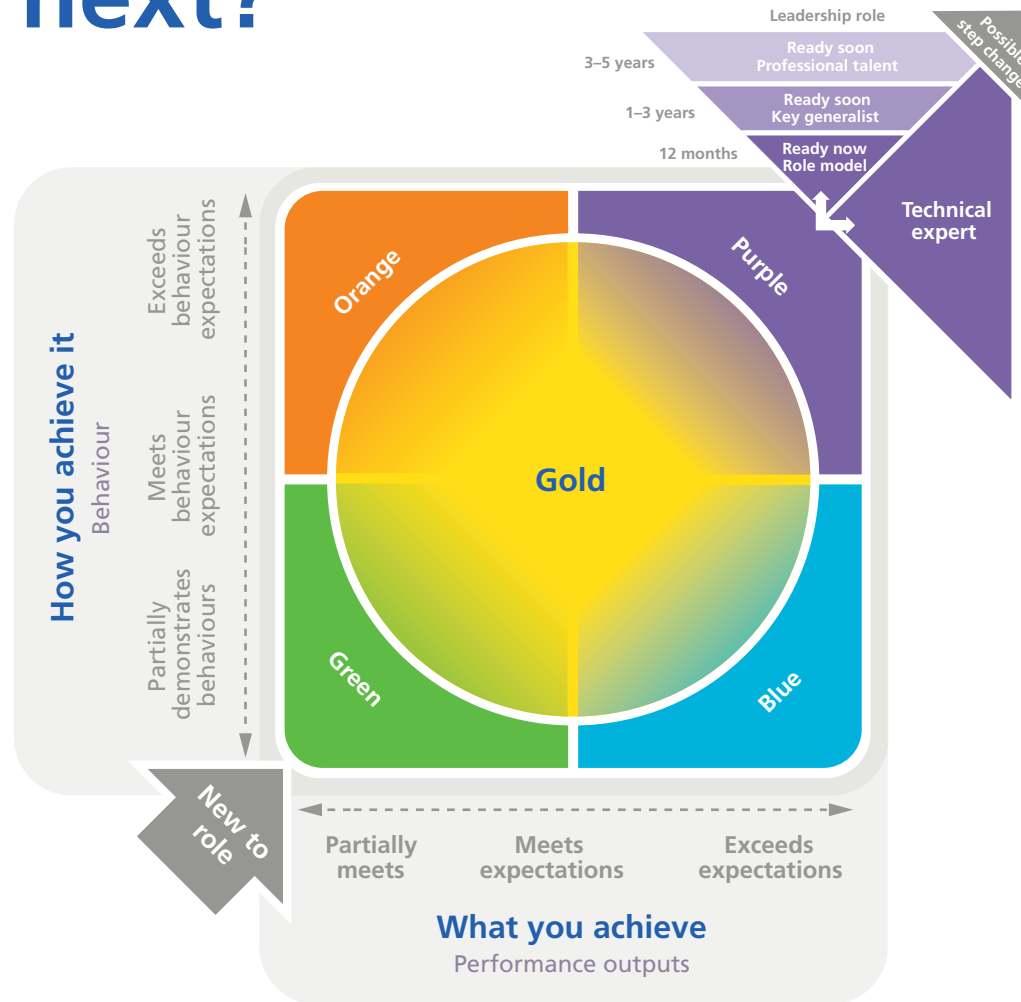 next?
Leadership role
Possible
step change
3–5 years
Ready soon
Professional talent
1–3 years
Ready soon
Key generalist
12 months
Ready now
Role model
Technical
expert
How you achieve it
Behaviour
Exceeds
behaviour
expectations
Meets
behaviour
expectations
Partially
demonstrates
behaviours
Orange
Purple
Gold
Green
Blue
New to
role
Partially
meets
Meets
expectations
Exceeds
expectations
What you achieve
Performance outputs